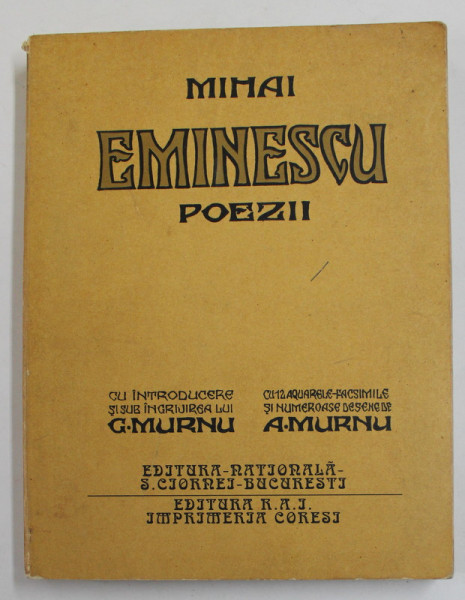 MIHAI
EMINESCU
POEZII
CU ÎNTRODUCERE
ȘI SUB ÎNGRIJIREA LUI
G·MURNU
CU 12 AQUARELE-FACSIMILE
ȘI NUMEROASE DESENE DE
A·MURNU
EDITURA-NAȚIONALĂ-
S.CIORNEI-BUCUREȘTI
EDITURA R.A.I.
IMPRIMERIA CORESI